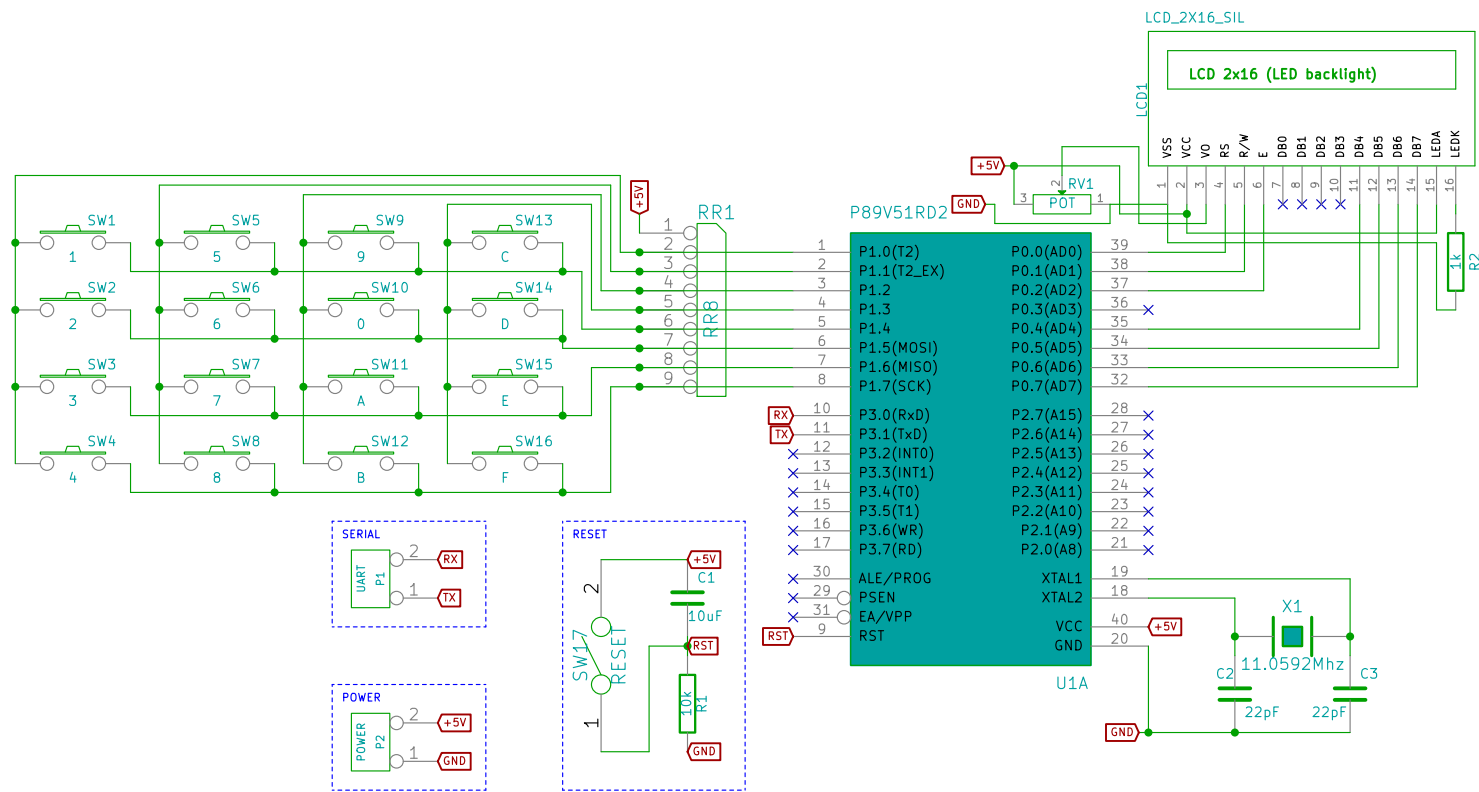 LCD_2X16_SIL
LCD 2x16 (LED backlight)
LCD1
VSS VCC VO RS R/W E DB0 DB1 DB2 DB3 DB4 DB5 DB6 DB7 LEDA LEDK
1 2 3 4 5 6 7 8 9 10 11 12 13 14 15 16
+5V
GND
RV1
POT
3 2 1
1k
R2
SW1
1
SW5
5
SW9
9
SW13
C
SW2
2
SW6
6
SW10
0
SW14
D
SW3
3
SW7
7
SW11
A
SW15
E
SW4
4
SW8
8
SW12
B
SW16
F
+5V
RR1
RR8
1
2
3
4
5
6
7
8
9
P89V51RD2
1 P1.0(T2) P0.0(AD0) 39
2 P1.1(T2_EX) P0.1(AD1) 38
3 P1.2 P0.2(AD2) 37
4 P1.3 P0.3(AD3) 36
5 P1.4 P0.4(AD4) 35
6 P1.5(MOSI) P0.5(AD5) 34
7 P1.6(MISO) P0.6(AD6) 33
8 P1.7(SCK) P0.7(AD7) 32
RX 10 P3.0(RxD) P2.7(A15) 28
TX 11 P3.1(TxD) P2.6(A14) 27
12 P3.2(INT0) P2.5(A13) 26
13 P3.3(INT1) P2.4(A12) 25
14 P3.4(T0) P2.3(A11) 24
15 P3.5(T1) P2.2(A10) 23
16 P3.6(WR) P2.1(A9) 22
17 P3.7(RD) P2.0(A8) 21
30 ALE/PROG XTAL1 19
29 PSEN XTAL2 18
31 EA/VPP VCC 40 +5V
RST 9 RST GND 20
U1A
X1
11.0592Mhz
C2
22pF
C3
22pF
GND
SERIAL
UART
P1
2 RX
1 TX
POWER
POWER
P2
2 +5V
1 GND
RESET
+5V
C1
10uF
2
SW17
RESET
1
RST
10k
R1
GND